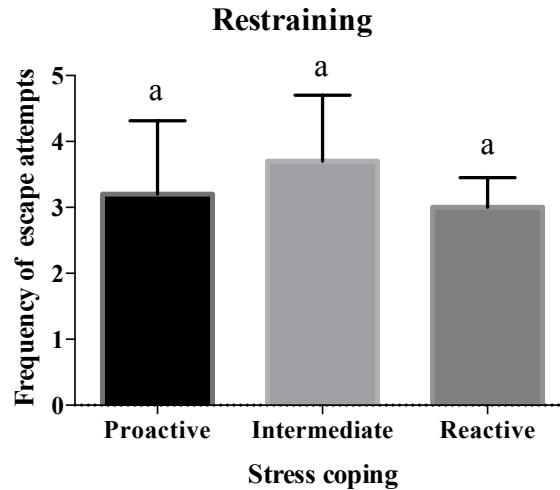 Restraining
Frequency of escape attempts
5
4
3
2
1
0
a
a
a
Proactive Intermediate Reactive
Stress coping